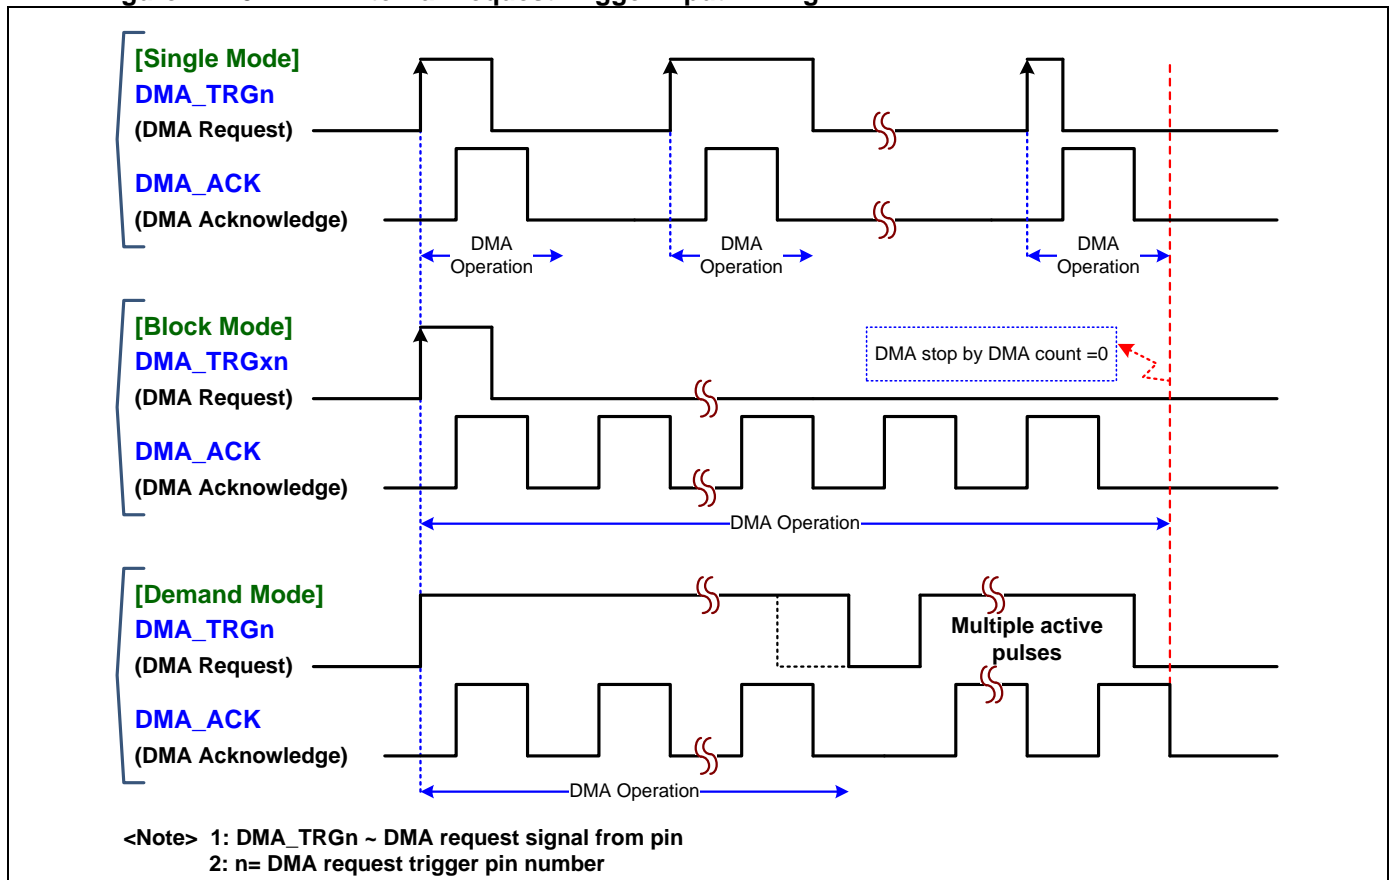 [Single Mode]
DMA_TRGn
(DMA Request)
DMA_ACK
(DMA Acknowledge)
DMA
Operation
DMA
Operation
DMA
Operation
[Block Mode]
DMA_TRGxn
(DMA Request)
DMA stop by DMA count =0
DMA_ACK
(DMA Acknowledge)
DMA Operation
[Demand Mode]
DMA_TRGn
(DMA Request)
Multiple active
pulses
DMA_ACK
(DMA Acknowledge)
DMA Operation
<Note> 1: DMA_TRGn ~ DMA request signal from pin
2: n= DMA request trigger pin number